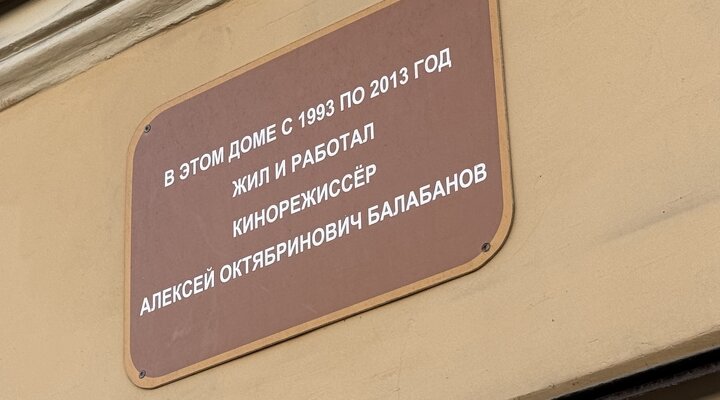 В ЭТОМ ДОМЕ С 1993 ПО 2013 ГОД
ЖИЛ И РАБОТАЛ
КИНОРЕЖИССЁР
АЛЕКСЕЙ ОКТЯБРИНОВИЧ БАЛАБАНОВ